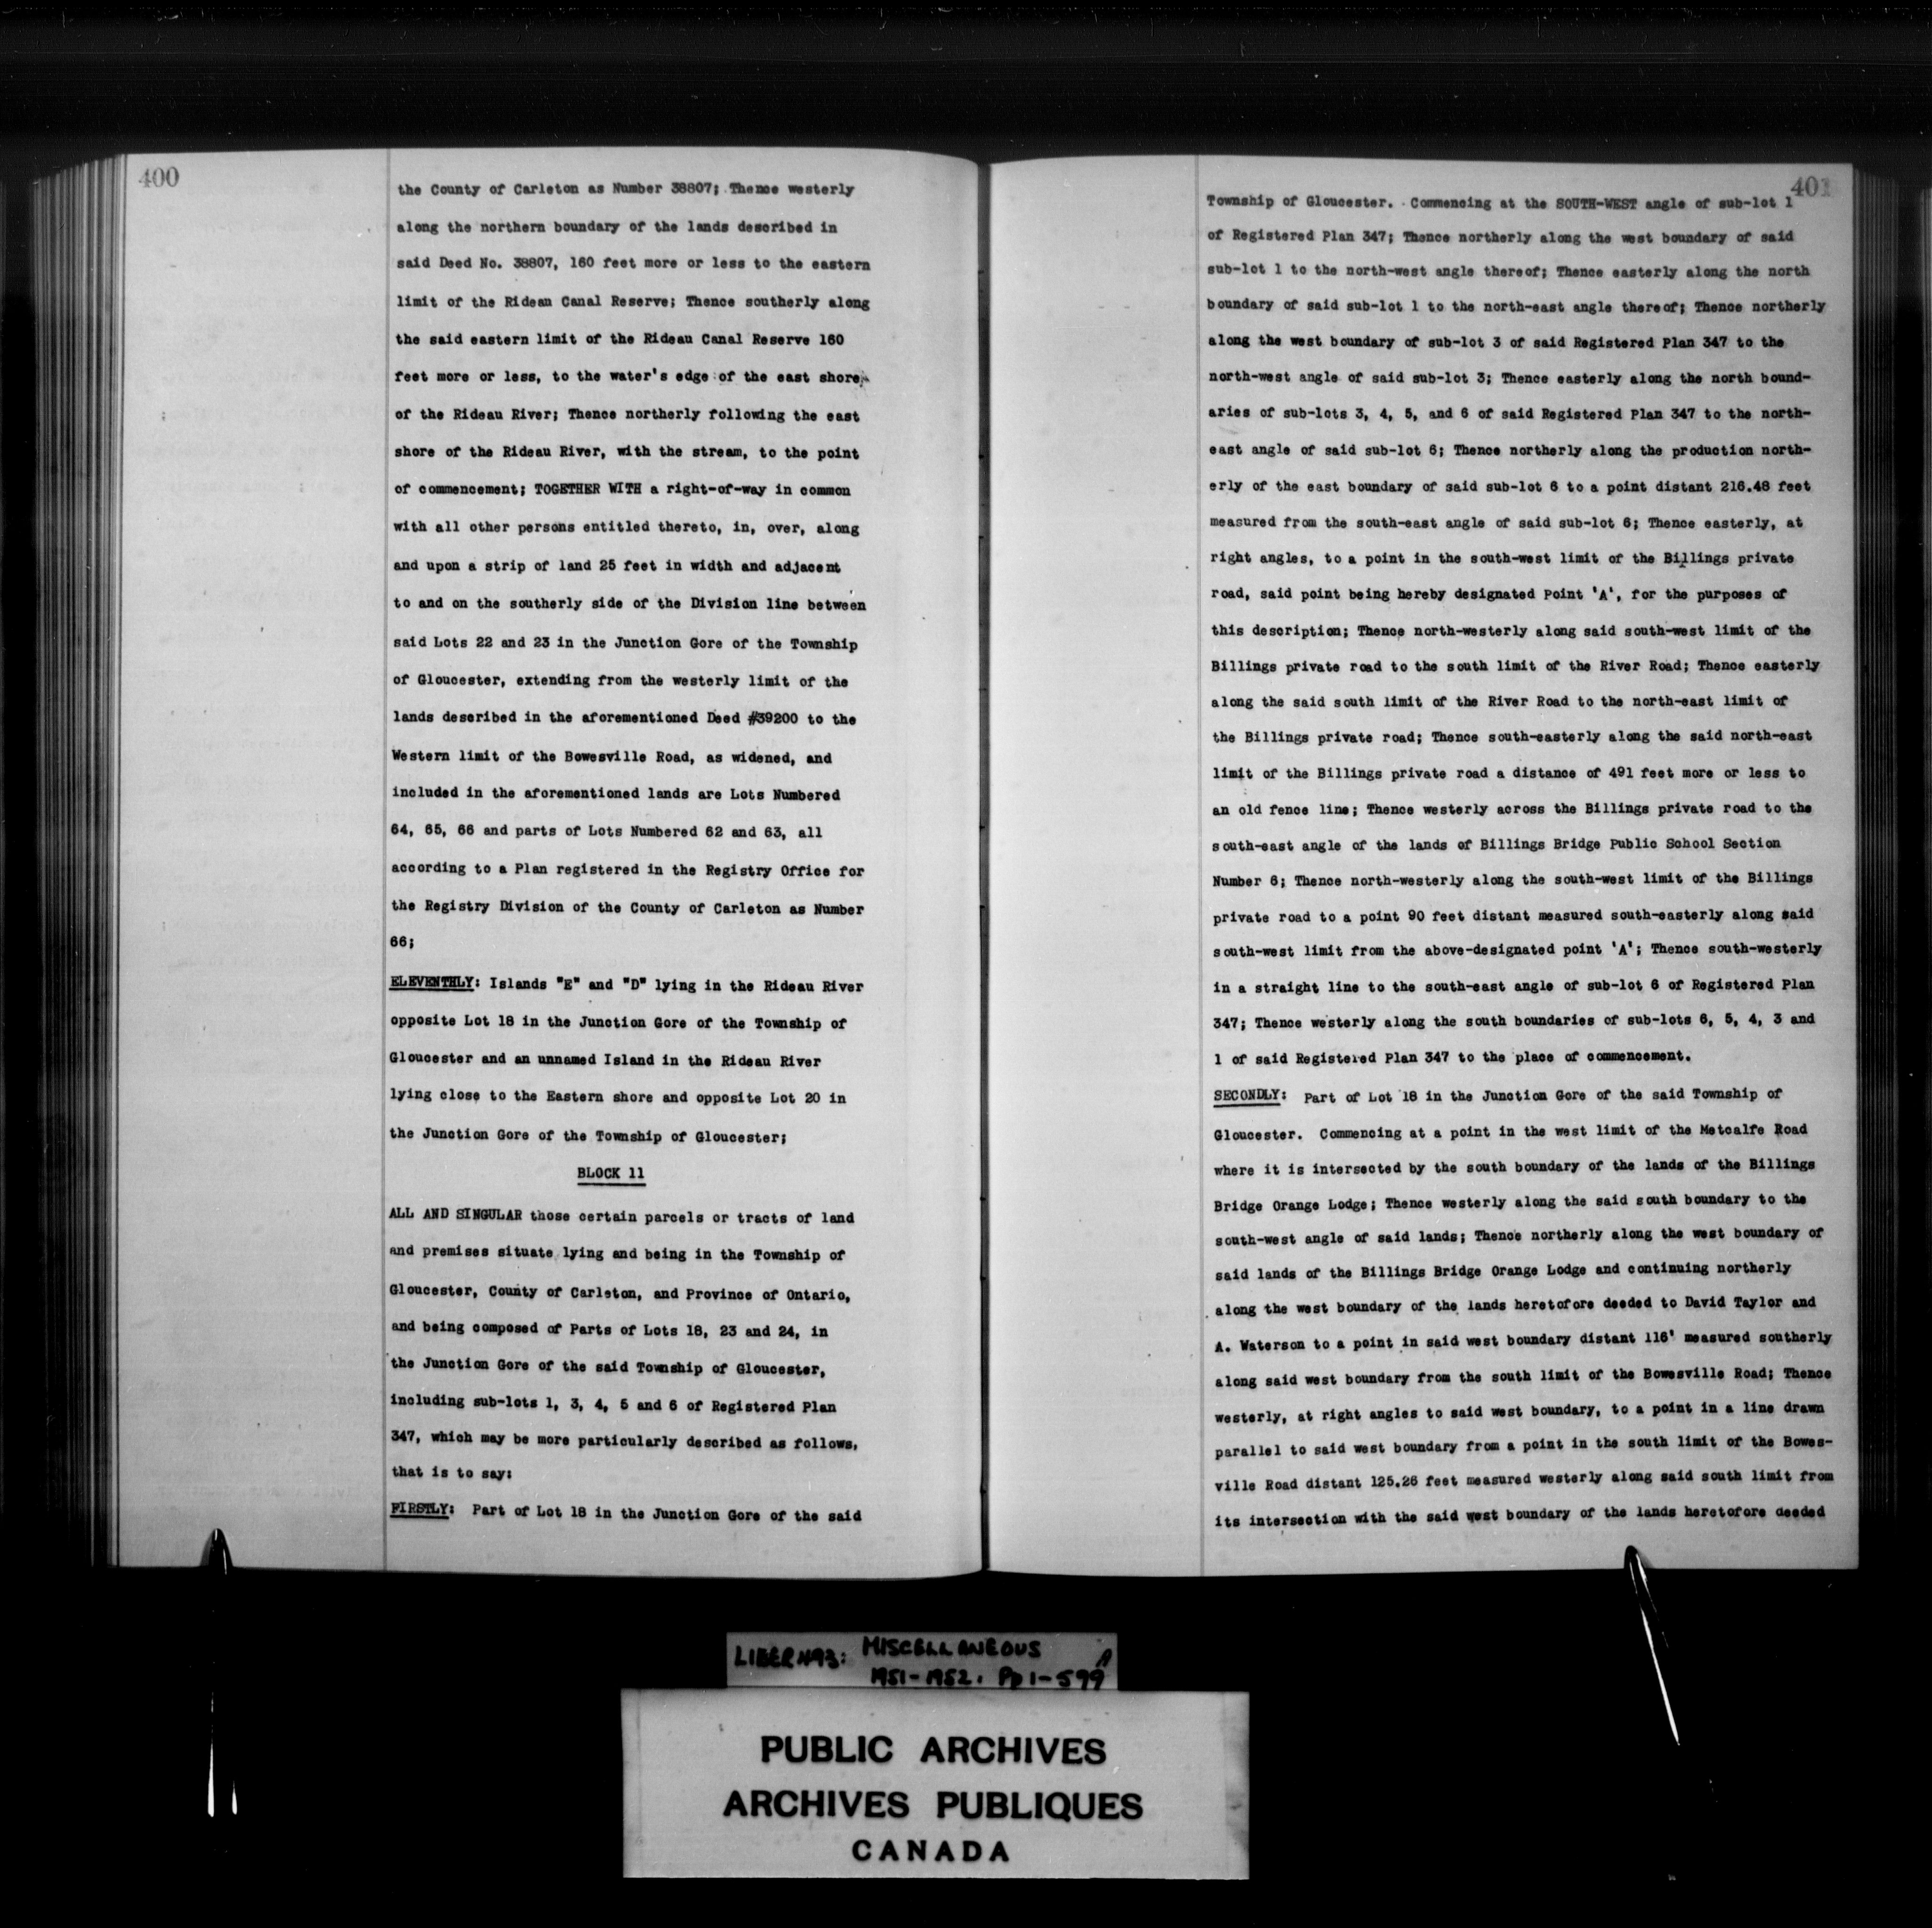 400
the County of Carleton as Number 38807; Thence westerly
along the northern boundary of the lands described in
said Deed No. 38807, 160 feet more or less to the eastern
limit of the Ridean Canal Reserve; Thence southerly along
the said eastern limit of the Rideau Canal Reserve 160
feet more or less, to the water's edge of the east shore
of the Rideau River; Thence northerly following the east
shore of the Rideau River, with the stream, to the point
of commencement; TOGETHER WITH a right-of-way in common
with all other persons entitled thereto, in, over, along
and upon a strip of land 25 feet in width and adjacent
to and on the southerly side of the Division line between
said Lots 22 and 23 in the Junction Gore of the Township
of Gloucester, extending from the westerly limit of the
lands described in the aforementioned Deed #39200 to the
Western limit of the Bowesville Road, as widened, and
included in the aforementioned lands are Lots Numbered
64, 65, 66 and parts of Lots Numbered 62 and 63, all
according to a Plan registered in the Registry Office for
the Registry Division of the County of Carleton as Number
66;
ELEVENTHLY: Islands "E" and "D" lying in the Rideau River
opposite Lot 18 in the Junction Gore of the Township of
Gloucester and an unnamed Island in the Rideau River
lying close to the Eastern shore and opposite Lot 20 in
the Junction Gore of the Township of Gloucester;
BLOCK 11
ALL AND SINGULAR those certain parcels or tracts of land
and premises situate lying and being in the Township of
Gloucester, County of Carleton, and Province of Ontario,
and being composed of Parts of Lots 18, 23 and 24, in
the Junction Gore of the said Township of Gloucester,
including sub-lots 1, 3, 4, 5 and 6 of Registered Plan
347, which may be more particularly described as follows,
that is to say:
FIRSTLY: Part of Lot 18 in the Junction Gore of the said
401
Township of Gloucester. Commencing at the SOUTH-WEST angle of sub-lot 1
of Registered Plan 347; Thence northerly along the west boundary of said
sub-lot 1 to the north-west angle thereof; Thence easterly along the north
boundary of said sub-lot 1 to the north-east angle thereof; Thence northerly
along the west boundary of sub-lot 3 of said Registered Plan 347 to the
north-west angle of said sub-lot 3; Thence easterly along the north bound-
aries of sub-lots 3, 4, 5, and 6 of said Registered Plan 347 to the north-
east angle of said sub-lot 6; Thence northerly along the production north-
erly of the east boundary of said sub-lot 6 to a point distant 216.48 feet
measured from the south-east angle of said sub-lot 6; Thence easterly, at
right angles, to a point in the south-west limit of the Billings private
road, said point being hereby designated Point 'A', for the purposes of
this description; Thence north-westerly along said south-west limit of the
Billings private road to the south limit of the River Road; Thence easterly
along the said south limit of the River Road to the north-east limit of
the Billings private road; Thence south-easterly along the said north-east
limit of the Billings private road a distance of 491 feet more or less to
an old fence line; Thence westerly across the Billings private road to the
south-east angle of the lands of Billings Bridge Public School Section
Number 6; Thence north-westerly along the south-west limit of the Billings
private road to a point 90 feet distant measured south-easterly along said
south-west limit from the above-designated point 'A'; Thence south-westerly
in a straight line to the south-east angle of sub-lot 6 of Registered Plan
347; Thence westerly along the south boundaries of sub-lots 6, 5, 4, 3 and
1 of said Registered Plan 347 to the place of commencement.
SECONDLY: Part of Lot 18 in the Junction Gore of the said Township of
Gloucester. Commencing at a point in the west limit of the Metcalfe Road
where it is intersected by the south boundary of the lands of the Billings
Bridge Orange Lodge; Thence westerly along the said south boundary to the
south-west angle of said lands; Thence northerly along the west boundary of
said lands of the Billings Bridge Orange Lodge and continuing northerly
along the west boundary of the lands heretofore deeded to David Taylor and
A. Waterson to a point in said west boundary distant 116' measured southerly
along said west boundary from the south limit of the Bowesville Road; Thence
westerly, at right angles to said west boundary, to a point in a line drawn
parallel to said west boundary from a point in the south limit of the Bowes-
ville Road distant 125.26 feet measured westerly along said south limit from
its intersection with the said west boundary of the lands heretofore deeded
LIBER 493: MISCELLANEOUS
1951-1952. Pp 1-599 A
PUBLIC ARCHIVES
ARCHIVES PUBLIQUES
CANADA